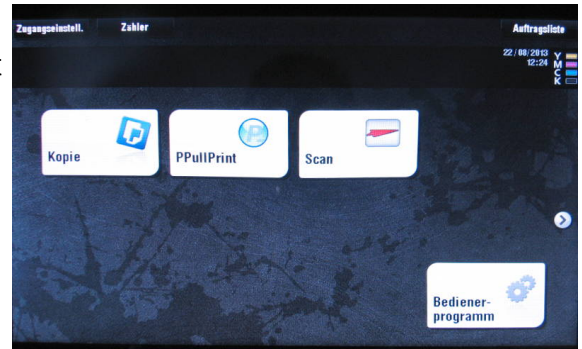 Zugangseinstell. Zähler Auftragsliste
22/08/2013 Y
12:24 M
C
K
Kopie
PPullPrint
Scan
Bediener-
programm